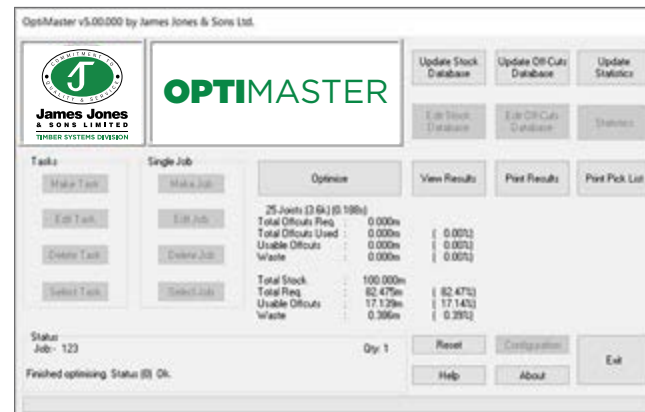 OptiMaster v5.00.000 by James Jones & Sons Ltd.
COMMITMENT TO
QUALITY & SERVICE
J
James Jones
& SONS LIMITED
TIMBER SYSTEMS DIVISION
OPTIMASTER
Update Stock Database
Update Off-Cuts Database
Update Statistics
Edit Stock Database
Edit Off-Cuts Database
Statistics
Tasks
Single Job
Make Task
Make Job
Optimise
View Results
Print Results
Print Pick List
Edit Task
Edit Job
Delete Task
Delete Job
Select Task
Select Job
25 Joists (3.6k) (0.188s)
Total Offcuts Req : 0.000m
Total Offcuts Used : 0.000m ( 0.00%)
Usable Offcuts : 0.000m ( 0.00%)
Waste : 0.000m ( 0.00%)
Total Stock : 100.000m
Total Req : 82.475m ( 82.47%)
Usable Offcuts : 17.139m ( 17.14%)
Waste : 0.386m ( 0.39%)
Status
Job:- 123
Qty: 1
Reset
Configuration
Exit
Finished optimising. Status (0) Ok.
Help
About